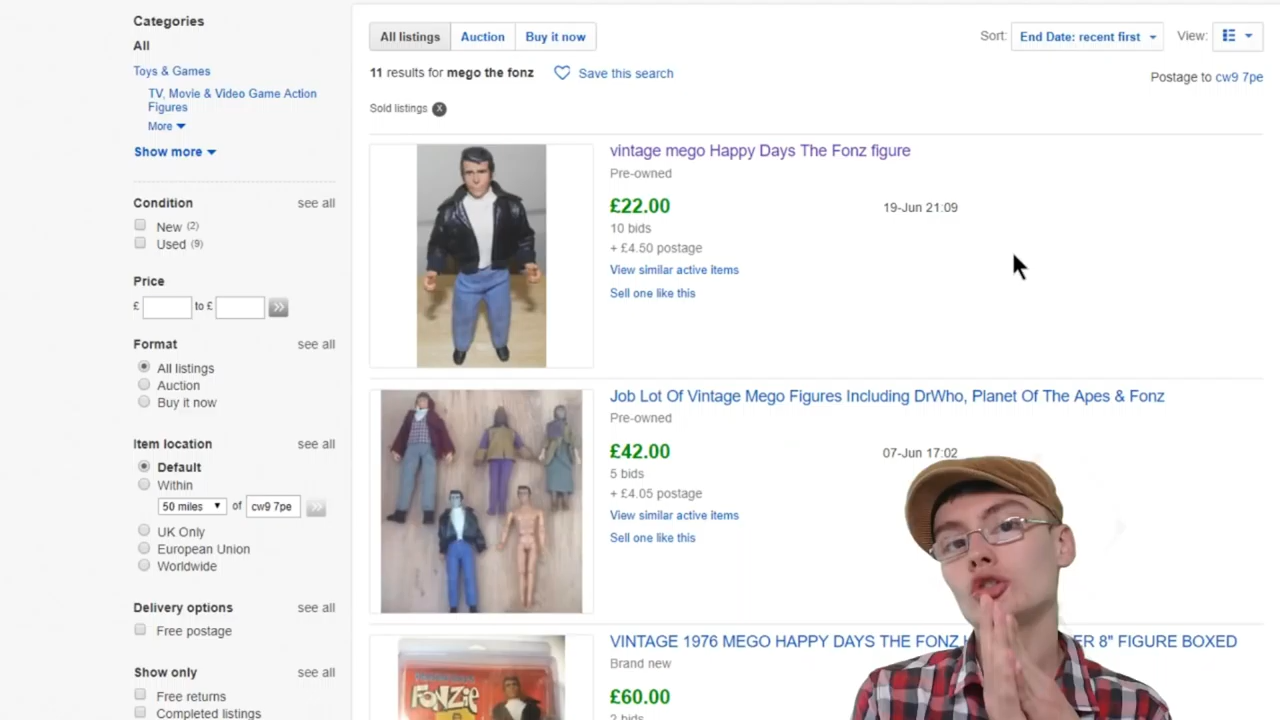 Categories
All
Toys & Games
TV, Movie & Video Game Action
Figures
More
Show more
Condition
see all
New (2)
Used (9)
Price
£ to £
Format
see all
All listings
Auction
Buy it now
Item location
see all
Default
Within
50 miles of cw9 7pe
UK Only
European Union
Worldwide
Delivery options
see all
Free postage
Show only
see all
Free returns
Completed listings
All listings
Auction
Buy it now
Sort: End Date: recent first
View:
11 results for mego the fonz
Save this search
Postage to cw9 7pe
Sold listings X
vintage mego Happy Days The Fonz figure
Pre-owned
£22.00
19-Jun 21:09
10 bids
+ £4.50 postage
View similar active items
Sell one like this
Job Lot Of Vintage Mego Figures Including DrWho, Planet Of The Apes & Fonz
Pre-owned
£42.00
07-Jun 17:02
5 bids
+ £4.05 postage
View similar active items
Sell one like this
VINTAGE 1976 MEGO HAPPY DAYS THE FONZ 8" FIGURE BOXED
Brand new
£60.00
2 bids
FONZIE